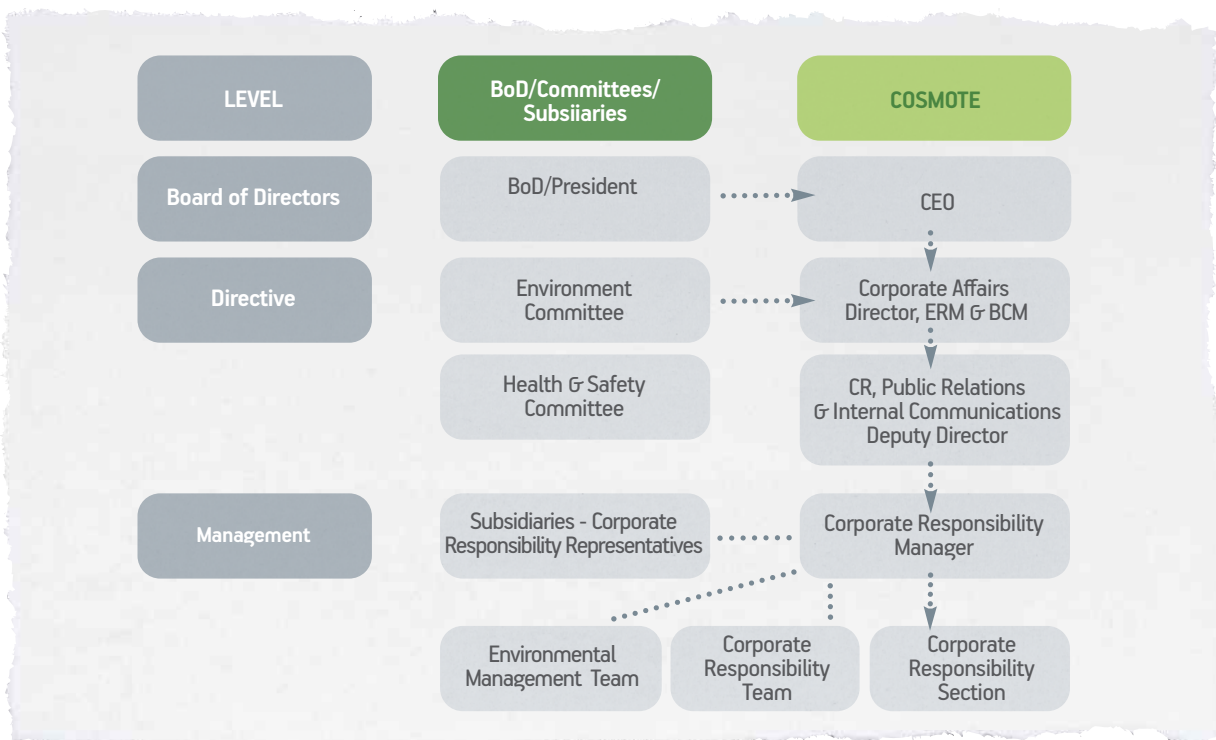 LEVEL
BoD/Committees/
Subsiiaries
COSMOTE
Board of Directors
BoD/President
CEO
Directive
Environment
Committee
Corporate Affairs
Director, ERM & BCM
Health & Safety
Committee
CR, Public Relations
& Internal Communications
Deputy Director
Management
Subsidiaries - Corporate
Responsibility Representatives
Corporate Responsibility
Manager
Environmental
Management Team
Corporate
Responsibility
Team
Corporate
Responsibility
Section